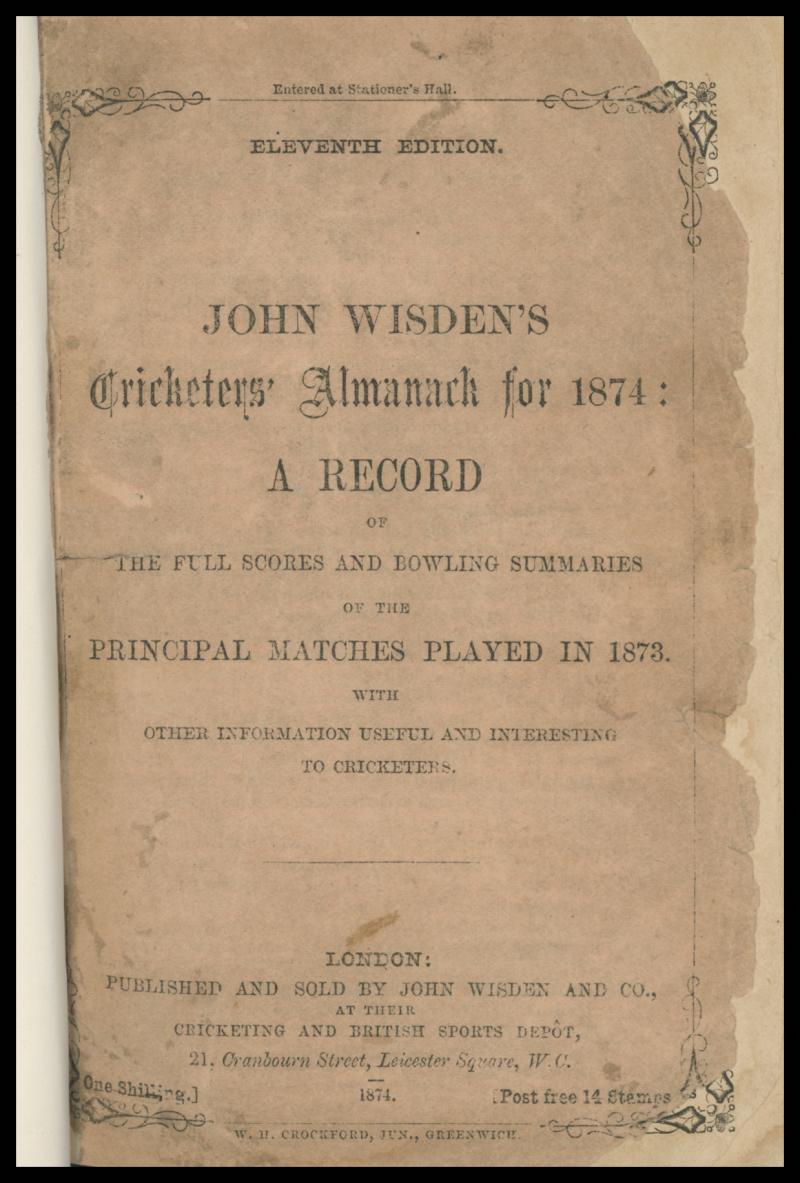 Entered at Stationer's Hall.
ELEVENTH EDITION.
JOHN WISDEN'S
Cricketers' Almanack for 1874:
A RECORD
OF
THE FULL SCORES AND BOWLING SUMMARIES
OF THE
PRINCIPAL MATCHES PLAYED IN 1873.
WITH
OTHER INFORMATION USEFUL AND INTERESTING
TO CRICKETERS.
LONDON:
PUBLISHED AND SOLD BY JOHN WISDEN AND CO.,
AT THEIR
CRICKETING AND BRITISH SPORTS DEPÔT,
21, Cranbourn Street, Leicester Square, W.C.
One Shilling.] 1874. [Post free 14 Stamps
W. H. CROCKFORD, JUN., GREENWICH.